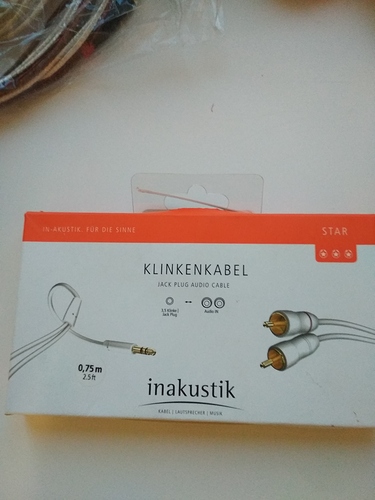 IN-AKUSTIK. FÜR DIE SINNE
STAR
KLINKENKABEL
JACK PLUG AUDIO CABLE
3,5 Klinke |
Jack Plug
Audio IN
0,75 m
2.5 ft
inakustik
KABEL | LAUTSPRECHER | MUSIK